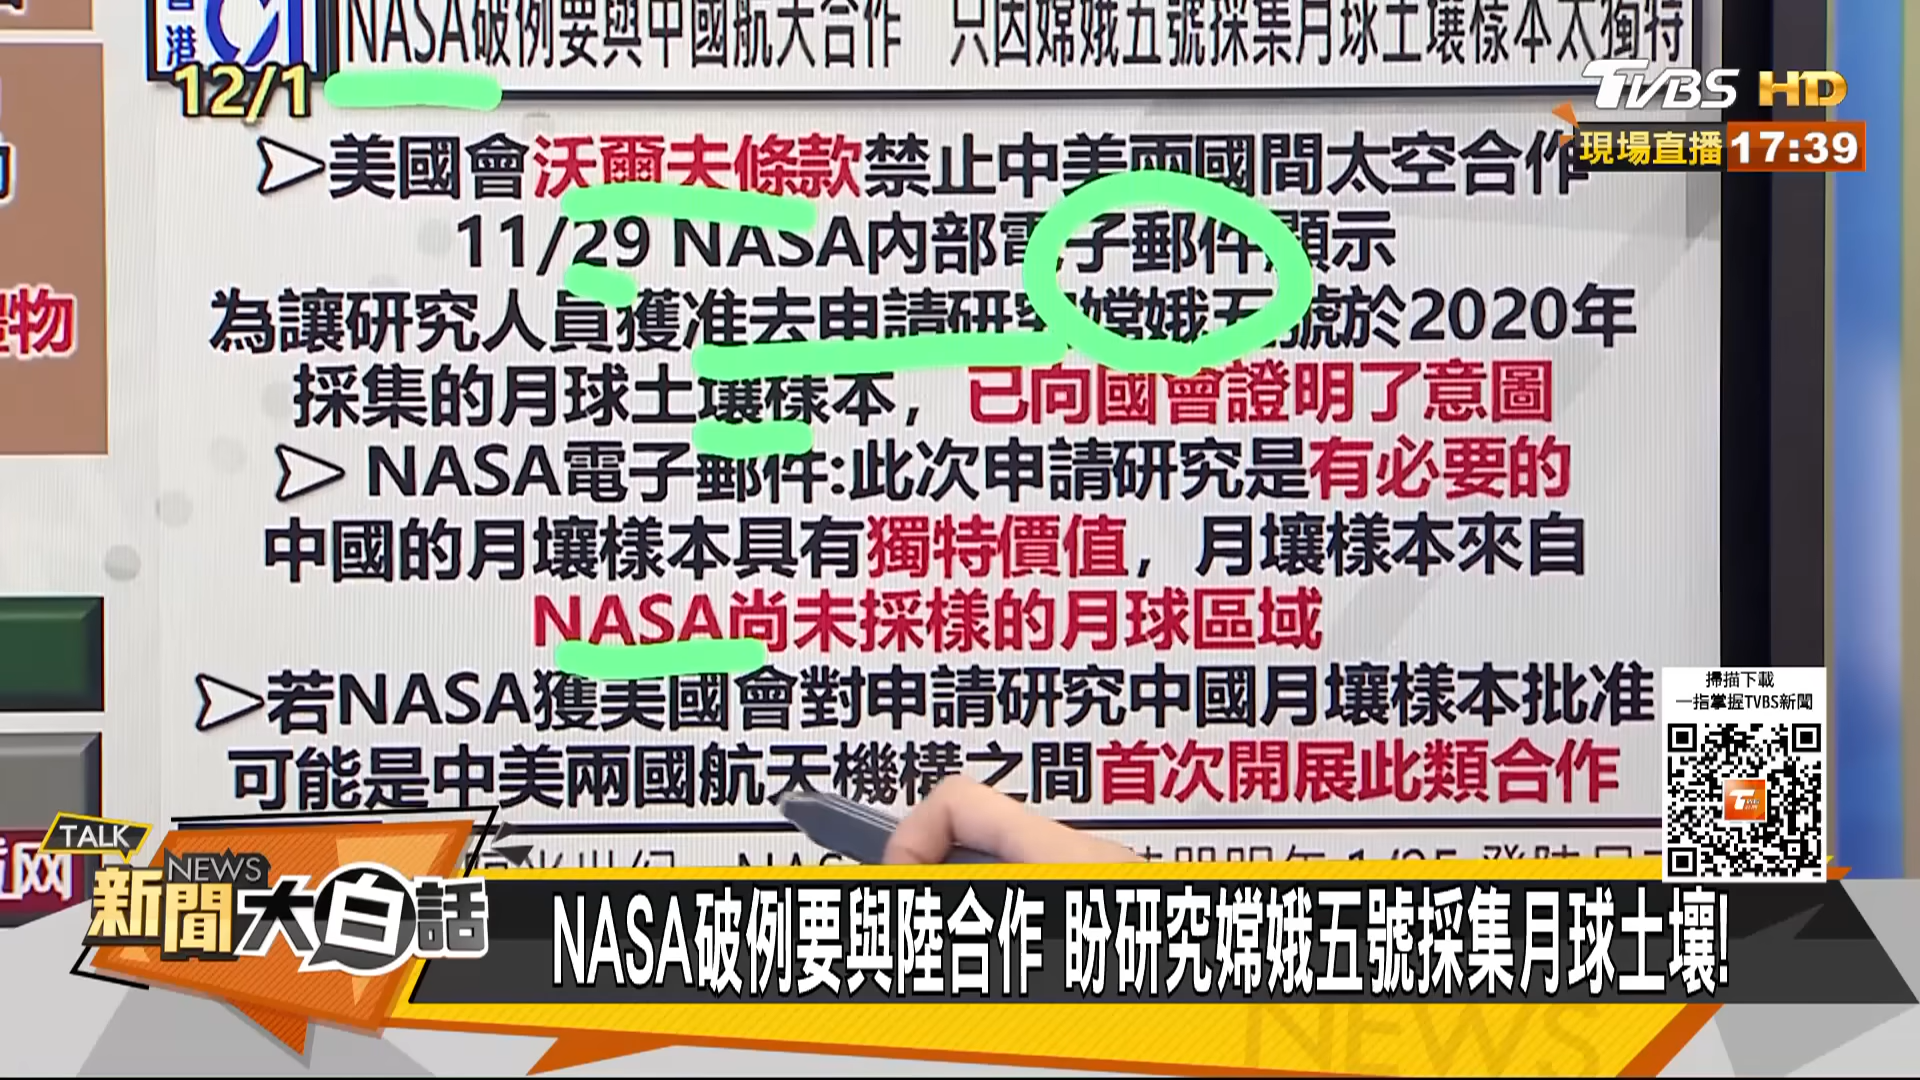 港
12/1
NASA破例要與中國航天合作　只因嫦娥五號採集月球土壤樣本太獨特
TVBS HD
現場直播 17:39
➢美國會沃爾夫條款禁止中美兩國間太空合作
11/29 NASA內部電子郵件顯示
為讓研究人員獲准去申請研究嫦娥五號於2020年
採集的月球土壤樣本，已向國會證明了意圖
➢ NASA電子郵件:此次申請研究是有必要的
中國的月壤樣本具有獨特價值，月壤樣本來自
NASA尚未採樣的月球區域
➢若NASA獲美國會對申請研究中國月壤樣本批准
可能是中美兩國航天機構之間首次開展此類合作
物
网
掃描下載
一指掌握TVBS新聞
TALK
NEWS
新聞大白話
NASA破例要與陸合作 盼研究嫦娥五號採集月球土壤!
NEWS